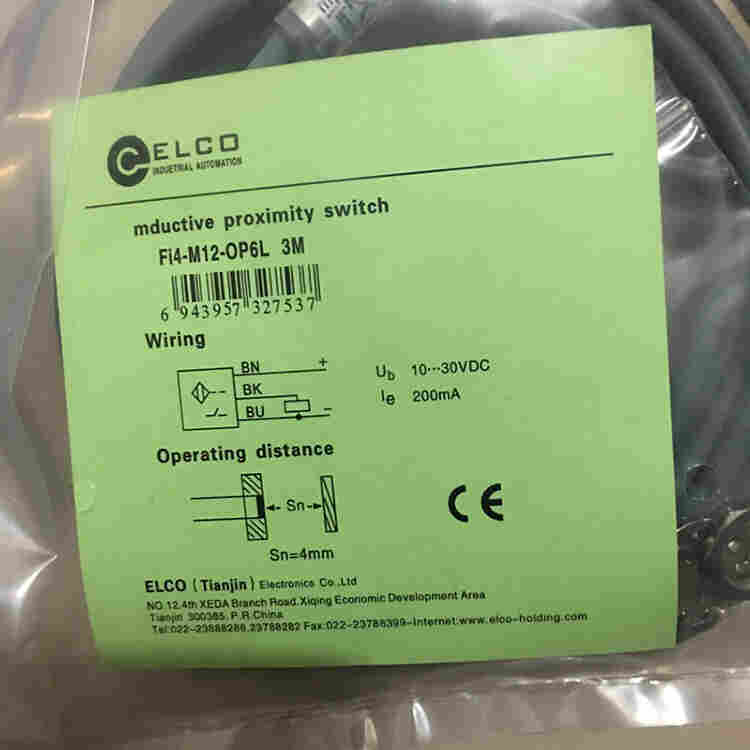 ELCO
INDUETRIAL AUTOMATION
mductive proximity switch
Fi4-M12-OP6L 3M
6 943957 327537
Wiring
BN +
BK
BU −
Ub 10···30VDC
Ie 200mA
Operating distance
Sn
Sn=4mm
CE
ELCO (Tianjin) Electronics Co.,Ltd
NO.12.4th XEDA Branch Road.Xiqing Economic Development Area
Tianjin 300385, P.R.China
Tel:022-23888288,23788282 Fax:022-23788399-Internet:www.elco-holding.com